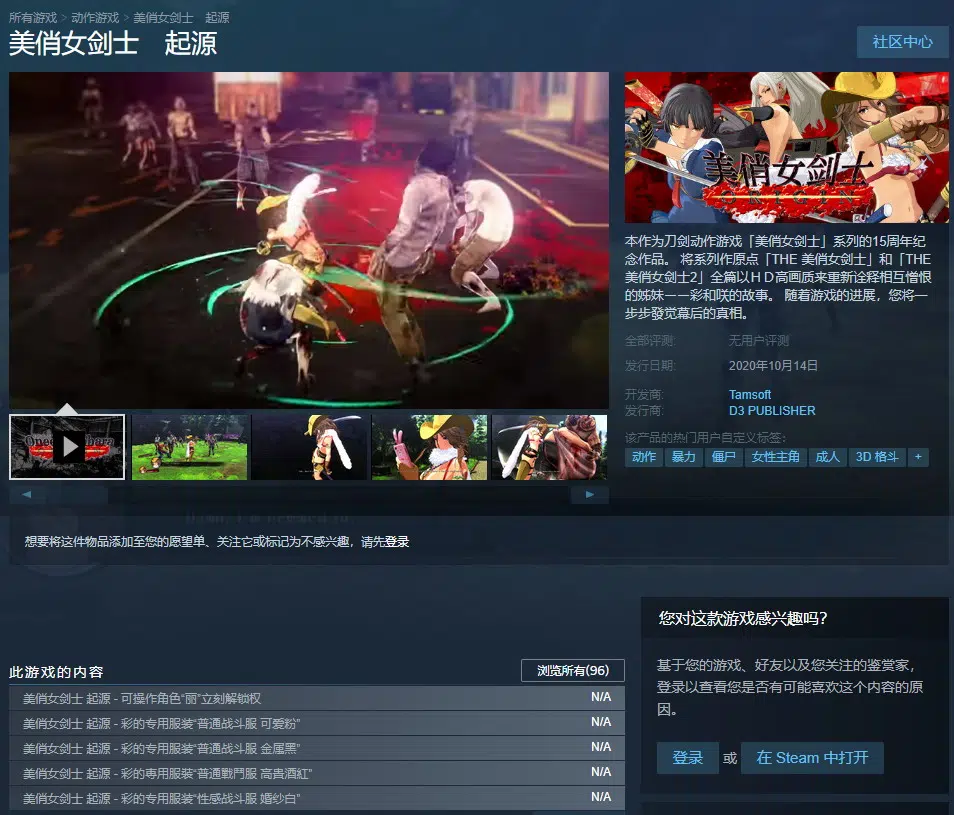 所有游戏 > 动作游戏 > 美俏女剑士　起源
美俏女剑士　起源
社区中心
美俏女剑士
ORIGIN
本作为刀剑动作游戏「美俏女剑士」系列的15周年纪
念作品。 将系列作原点「THE 美俏女剑士」和「THE
美俏女剑士2」全篇以ＨＤ高画质来重新诠释相互憎恨
的姊妹ーー彩和咲的故事。 随着游戏的进展，您将一
步步發觉幕后的真相。
全部评测: 无用户评测
发行日期: 2020年10月14日
开发商: Tamsoft
发行商: D3 PUBLISHER
该产品的热门用户自定义标签:
动作 暴力 僵尸 女性主角 成人 3D 格斗 +
想要将这件物品添加至您的愿望单、关注它或标记为不感兴趣，请先登录
您对这款游戏感兴趣吗？
此游戏的内容 浏览所有(96)
美俏女剑士 起源 - 可操作角色“丽”立刻解锁权 N/A
美俏女剑士 起源 - 彩的专用服装“普通战斗服 可爱粉” N/A
美俏女剑士 起源 - 彩的专用服装“普通战斗服 金属黑” N/A
美俏女剑士 起源 - 彩的専用服裝“普通戰鬥服 高貴酒紅” N/A
美俏女剑士 起源 - 彩的专用服装“性感战斗服 婚纱白” N/A
基于您的游戏、好友以及您关注的鉴赏家，
登录以查看您是否有可能喜欢这个内容的原
因。
登录 或 在 Steam 中打开